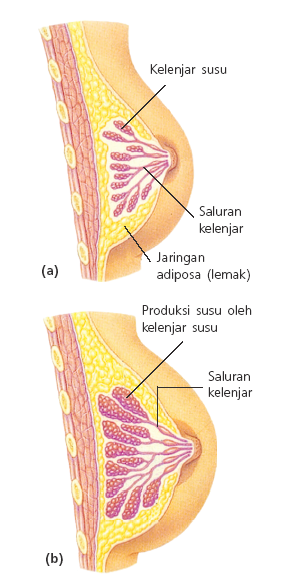 Kelenjar susu
Saluran
kelenjar
Jaringan
adiposa (lemak)
(a)
Produksi susu oleh
kelenjar susu
Saluran
kelenjar
(b)